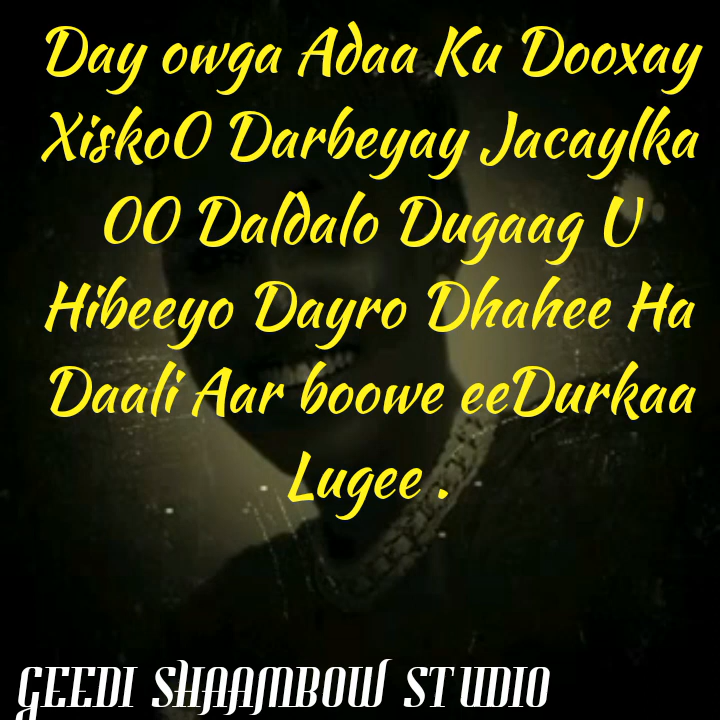 Day owga Adaa Ku Dooxay
XiskoO Darbeyay Jacaylka
OO Daldalo Dugaag U
Hibeeyo Dayro Dhahee Ha
Daali Aar boowe eeDurkaa
Lugee .
GEEDI SHAAMBOW STUDIO